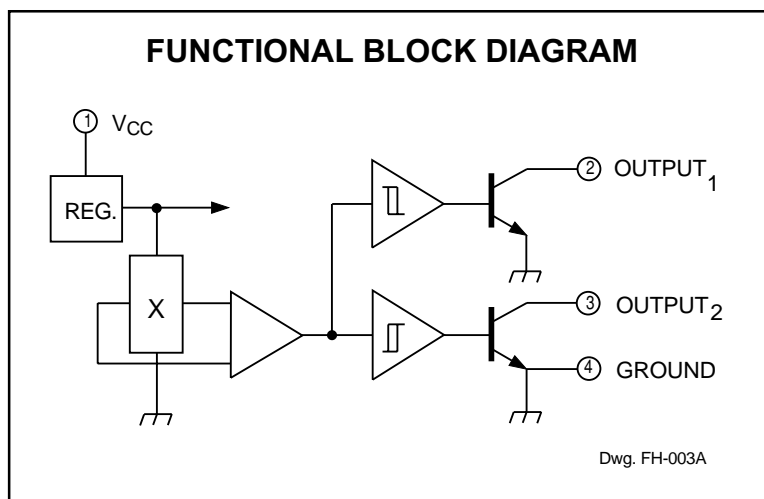 FUNCTIONAL BLOCK DIAGRAM
1 VCC
REG.
X
2 OUTPUT1
3 OUTPUT2
4 GROUND
Dwg. FH-003A